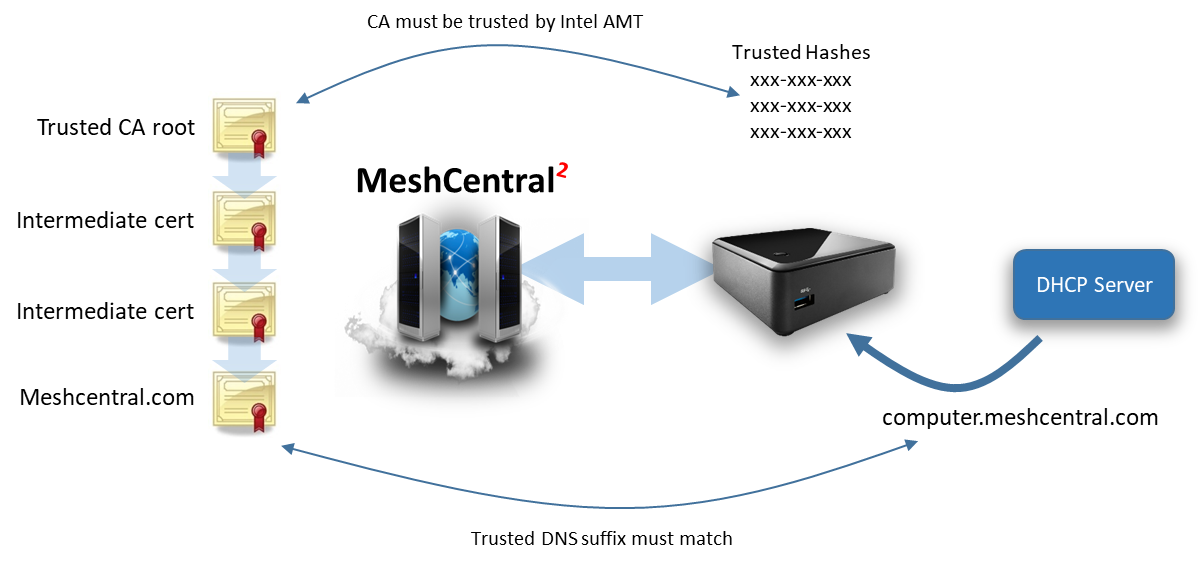 CA must be trusted by Intel AMT
Trusted Hashes
xxx-xxx-xxx
xxx-xxx-xxx
xxx-xxx-xxx
Trusted CA root
MeshCentral2
Intermediate cert
DHCP Server
Intermediate cert
Meshcentral.com
computer.meshcentral.com
Trusted DNS suffix must match